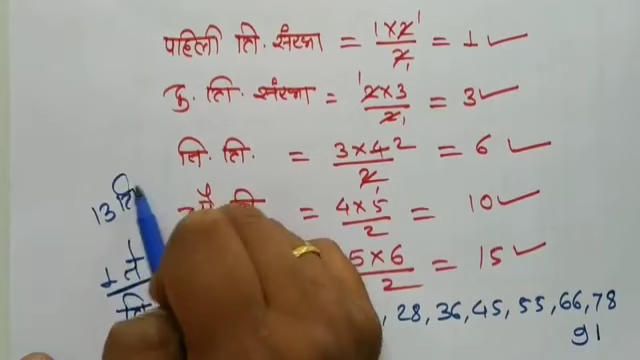 पहिली ति. संख्या = 1×2/2 = 1 ✓
दु. ति. संख्या = 2×3/2 = 3 ✓
ति. ति. = 3×4/2 = 6 ✓
= 4×5/2 = 10 ✓
5×6/2 = 15 ✓
13 ति
, 28, 36, 45, 55, 66, 78
91